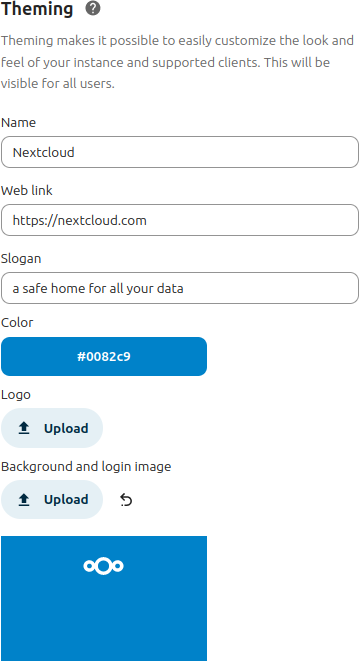 Theming
Theming makes it possible to easily customize the look and
feel of your instance and supported clients. This will be
visible for all users.
Name
Nextcloud
Web link
https://nextcloud.com
Slogan
a safe home for all your data
Color
#0082c9
Logo
Upload
Background and login image
Upload